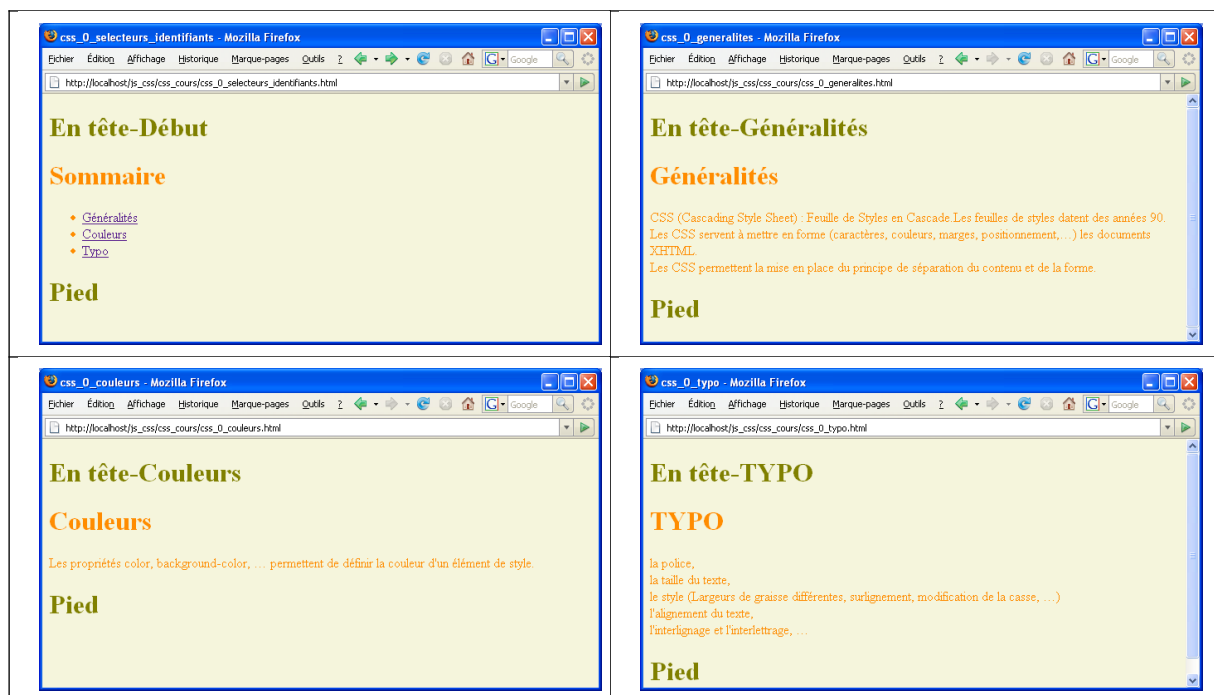 css_0_selecteurs_identifiants - Mozilla Firefox
Fichier Édition Affichage Historique Marque-pages Outils ? G Google
http://localhost/js_css/css_cours/css_0_selecteurs_identifiants.html
En tête-Début
Sommaire
Généralités
Couleurs
Typo
Pied
css_0_generalites - Mozilla Firefox
Fichier Édition Affichage Historique Marque-pages Outils ? G Google
http://localhost/js_css/css_cours/css_0_generalites.html
En tête-Généralités
Généralités
CSS (Cascading Style Sheet) : Feuille de Styles en Cascade.Les feuilles de styles datent des années 90.
Les CSS servent à mettre en forme (caractères, couleurs, marges, positionnement,…) les documents
XHTML.
Les CSS permettent la mise en place du principe de séparation du contenu et de la forme.
Pied
css_0_couleurs - Mozilla Firefox
Fichier Édition Affichage Historique Marque-pages Outils ? G Google
http://localhost/js_css/css_cours/css_0_couleurs.html
En tête-Couleurs
Couleurs
Les propriétés color, background-color, … permettent de définir la couleur d'un élément de style.
Pied
css_0_typo - Mozilla Firefox
Fichier Édition Affichage Historique Marque-pages Outils ? G Google
http://localhost/js_css/css_cours/css_0_typo.html
En tête-TYPO
TYPO
la police,
la taille du texte,
le style (Largeurs de graisse différentes, surlignement, modification de la casse, …)
l'alignement du texte,
l'interlignage et l'interlettrage, …
Pied